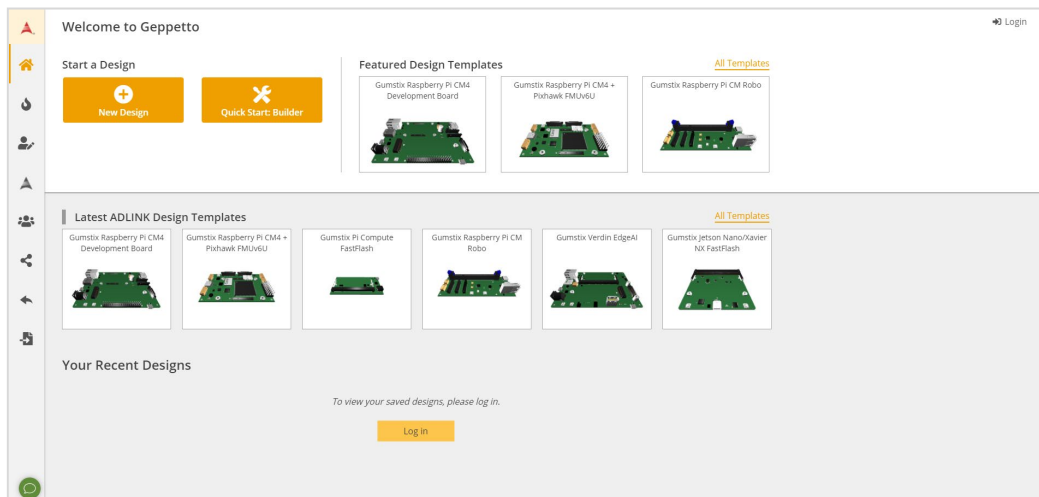 Welcome to Geppetto
Login
Start a Design
New Design
Quick Start: Builder
Featured Design Templates
All Templates
Gumstix Raspberry Pi CM4
Development Board
Gumstix Raspberry Pi CM4 +
Pixhawk FMUv6U
Gumstix Raspberry Pi CM Robo
Latest ADLINK Design Templates
All Templates
Gumstix Raspberry Pi CM4
Development Board
Gumstix Raspberry Pi CM4 +
Pixhawk FMUv6U
Gumstix Pi Compute
FastFlash
Gumstix Raspberry Pi CM
Robo
Gumstix Verdin EdgeAI
Gumstix Jetson Nano/Xavier
NX FastFlash
Your Recent Designs
To view your saved designs, please log in.
Log in